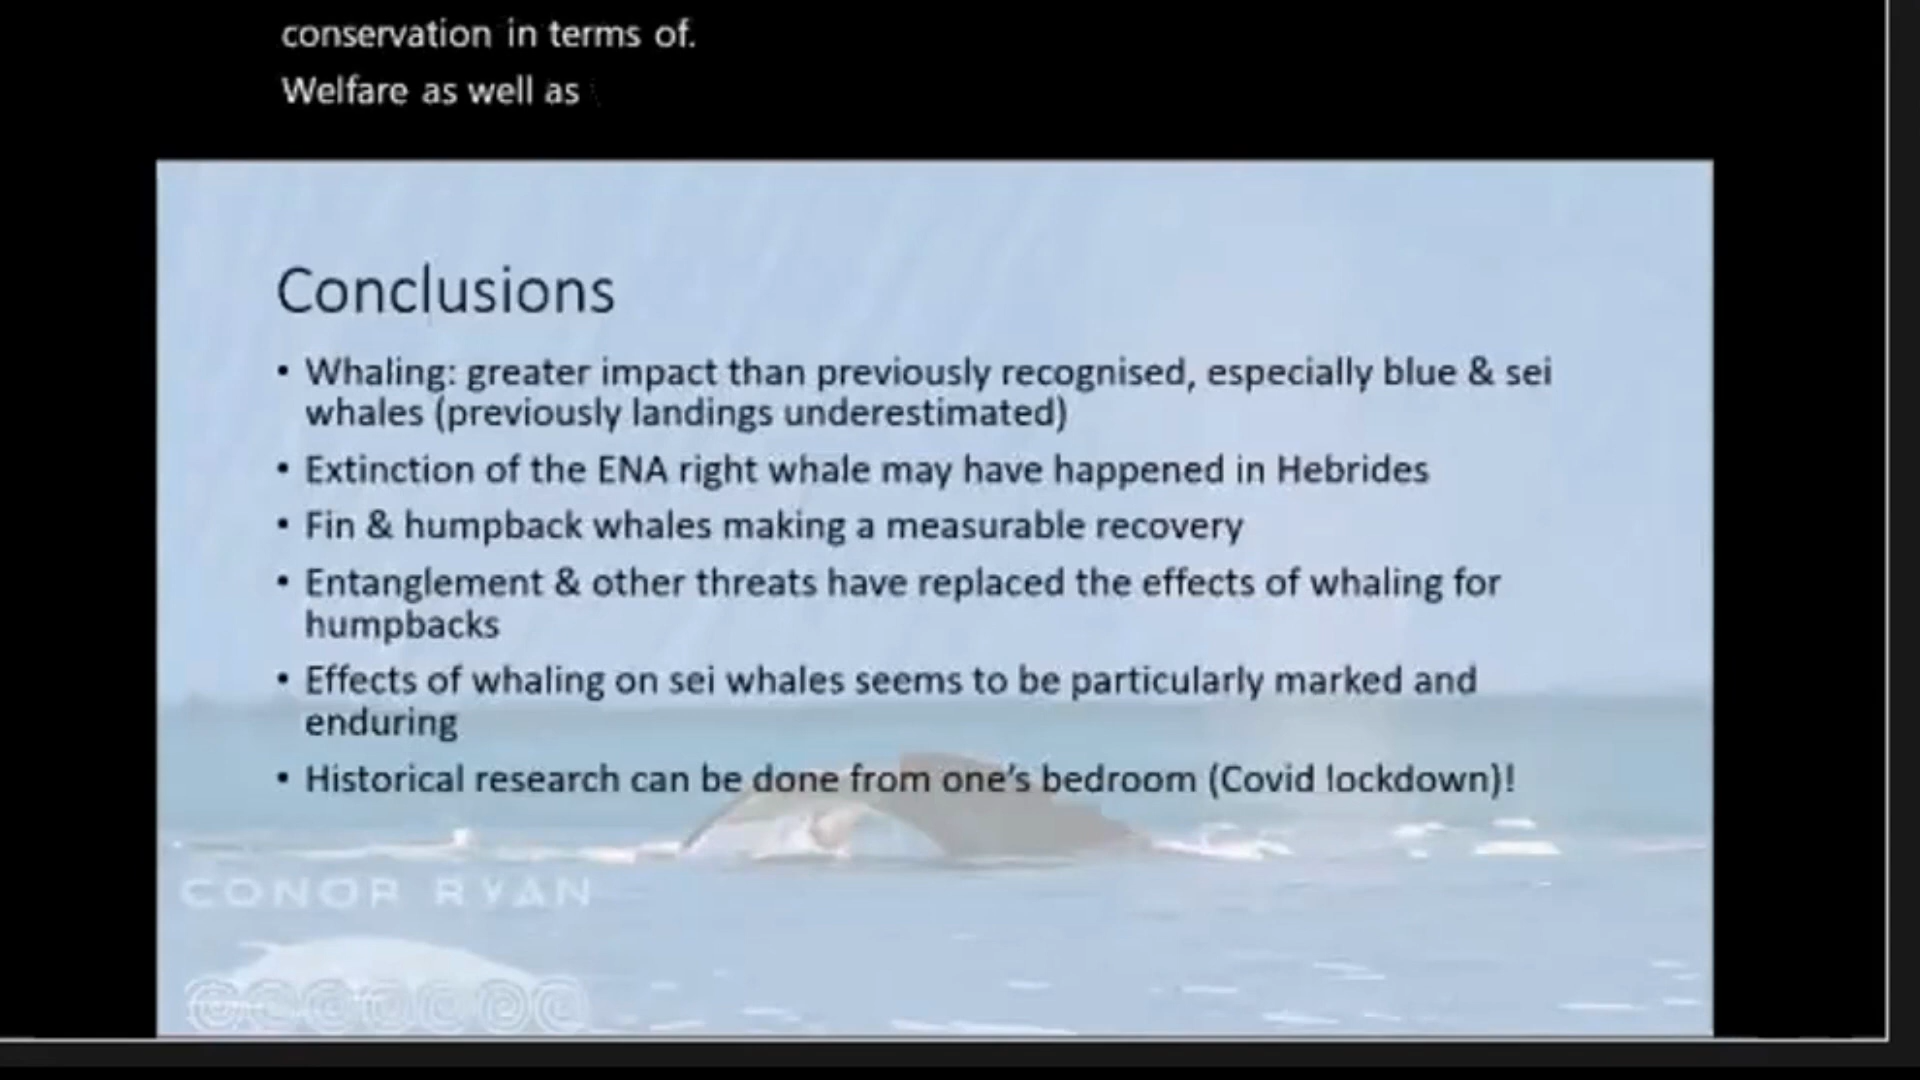 conservation in terms of.
Welfare as well as
Conclusions
• Whaling: greater impact than previously recognised, especially blue & sei
whales (previously landings underestimated)
• Extinction of the ENA right whale may have happened in Hebrides
• Fin & humpback whales making a measurable recovery
• Entanglement & other threats have replaced the effects of whaling for
humpbacks
• Effects of whaling on sei whales seems to be particularly marked and
enduring
• Historical research can be done from one's bedroom (Covid lockdown)!
CONOR RYAN